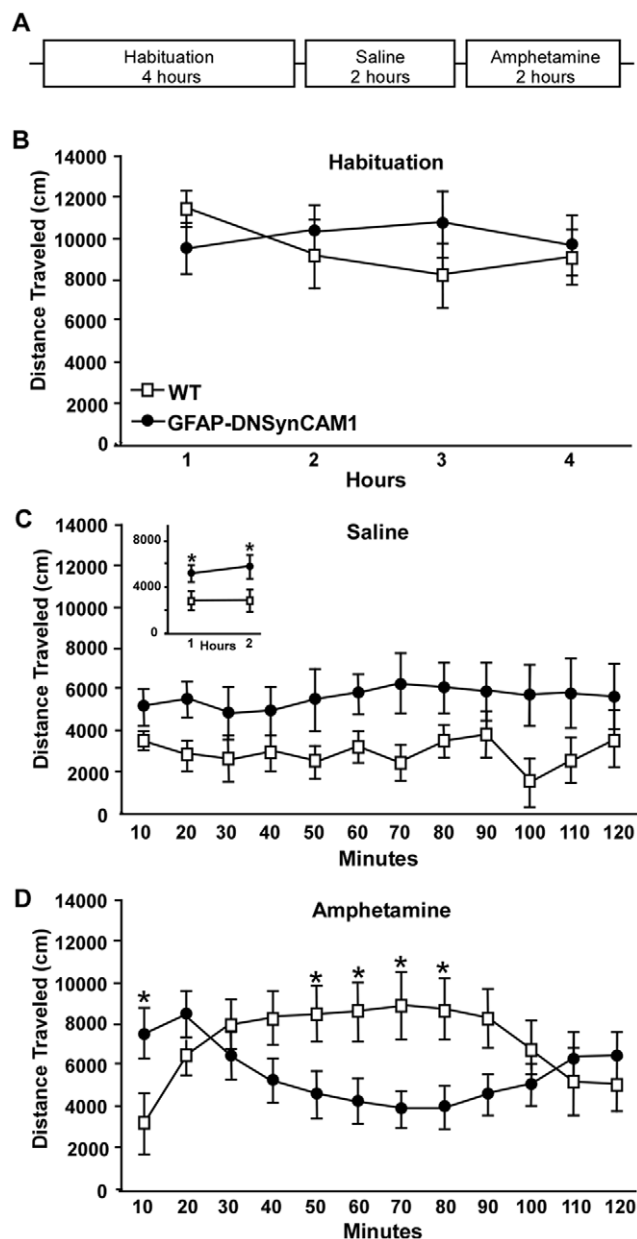 A
Habituation
4 hours
Saline
2 hours
Amphetamine
2 hours
B
Habituation
Distance Traveled (cm)
14000
12000
10000
8000
6000
4000
2000
0
WT
GFAP-DNSynCAM1
1 2 3 4
Hours
C
Saline
Distance Traveled (cm)
14000
12000
10000
8000
6000
4000
2000
0
8000
4000
0
* *
1 Hours 2
10 20 30 40 50 60 70 80 90 100 110 120
Minutes
D
Amphetamine
Distance Traveled (cm)
14000
12000
10000
8000
6000
4000
2000
0
* * * * *
10 20 30 40 50 60 70 80 90 100 110 120
Minutes